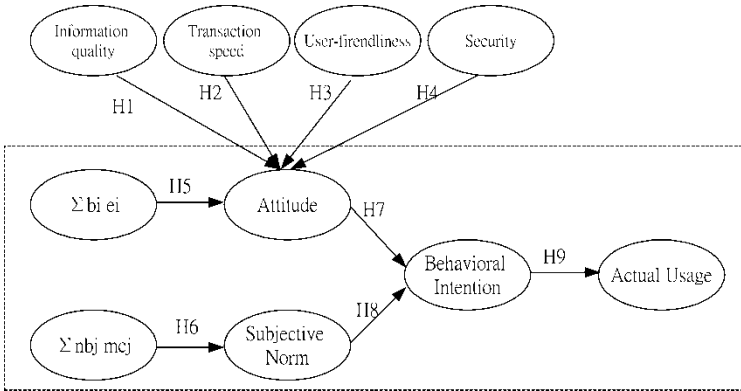 Information
quality
Transaction
speed
User-firendliness
Security
H1
H2
H3
H4
Σ bi ei
H5
Attitude
H7
Behavioral
Intention
H9
Actual Usage
Σ nbj mcj
H6
Subjective
Norm
H8